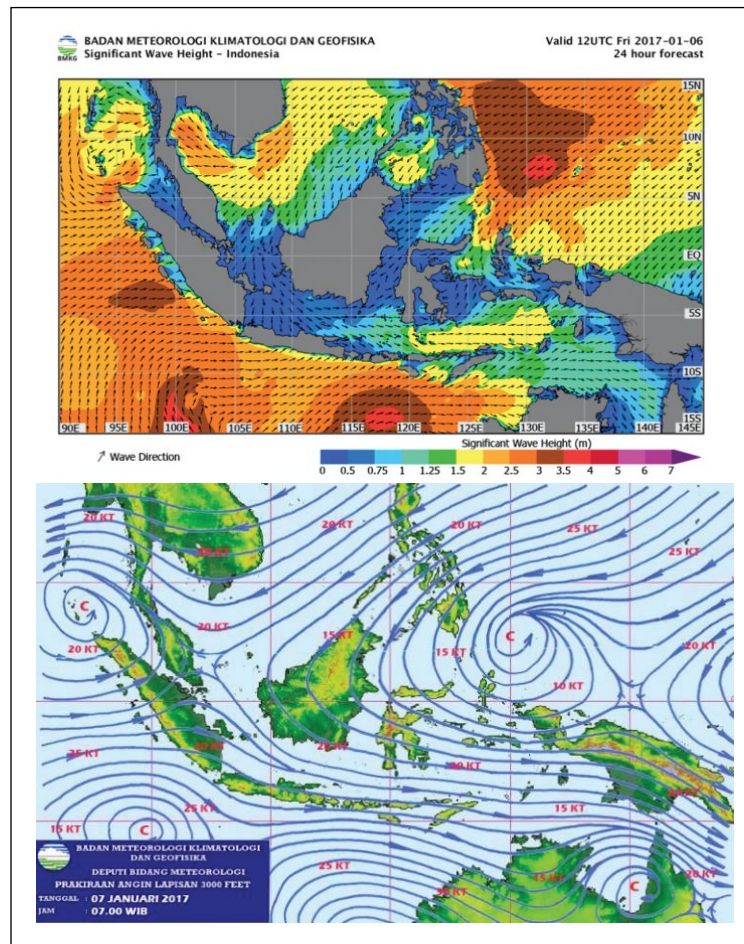 BADAN METEOROLOGI KLIMATOLOGI DAN GEOFISIKA
Significant Wave Height - Indonesia
Valid 12UTC Fri 2017-01-06
24 hour forecast
BMKG
15N
10N
5N
EQ
5S
10S
15S
90E 95E 100E 105E 110E 115E 120E 125E 130E 135E 140E 145E
Wave Direction
Significant Wave Height (m)
0 0.5 0.75 1 1.25 1.5 2 2.5 3 3.5 4 5 6 7
20 KT 20 KT 20 KT 25 KT
25 KT
C
20 KT
C
20 KT
15 KT
15 KT
20 KT
10 KT
25 KT
20 KT
25 KT
15 KT
15 KT
C
25 KT
15 KT
C
20 KT
BADAN METEOROLOGI KLIMATOLOGI
DAN GEOFISIKA
DEPUTI BIDANG METEOROLOGI
PRAKIRAAN ANGIN LAPISAN 3000 FEET
TANGGAL : 07 JANUARI 2017
JAM : 07.00 WIB